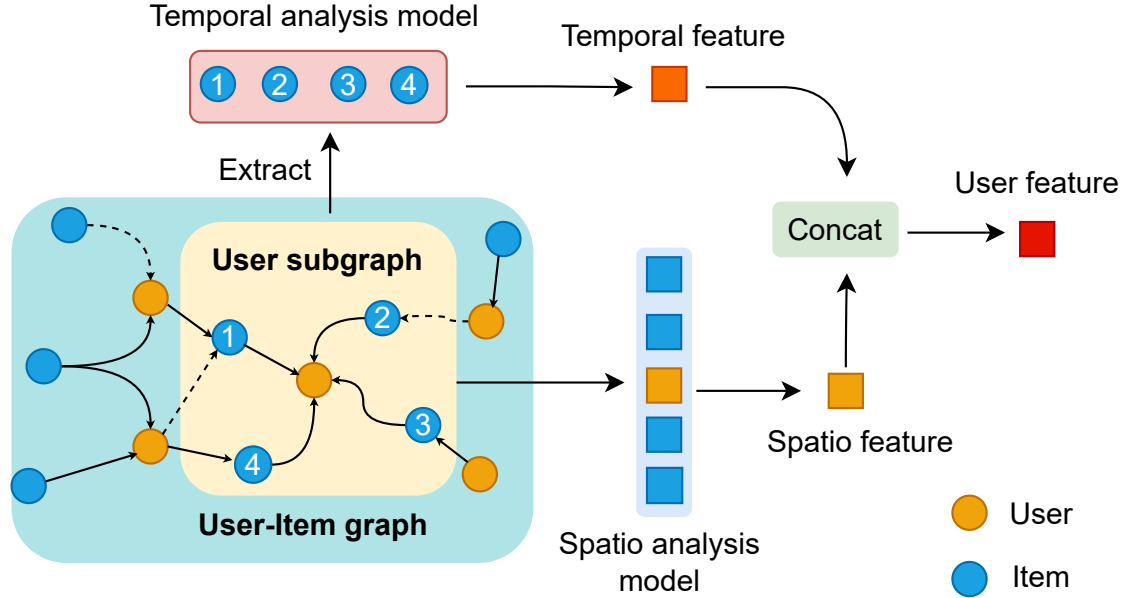 Temporal analysis model
1 2 3 4
Temporal feature
Extract
User feature
Concat
User subgraph
1
2
3
4
User-Item graph
Spatio feature
Spatio analysis
model
User
Item